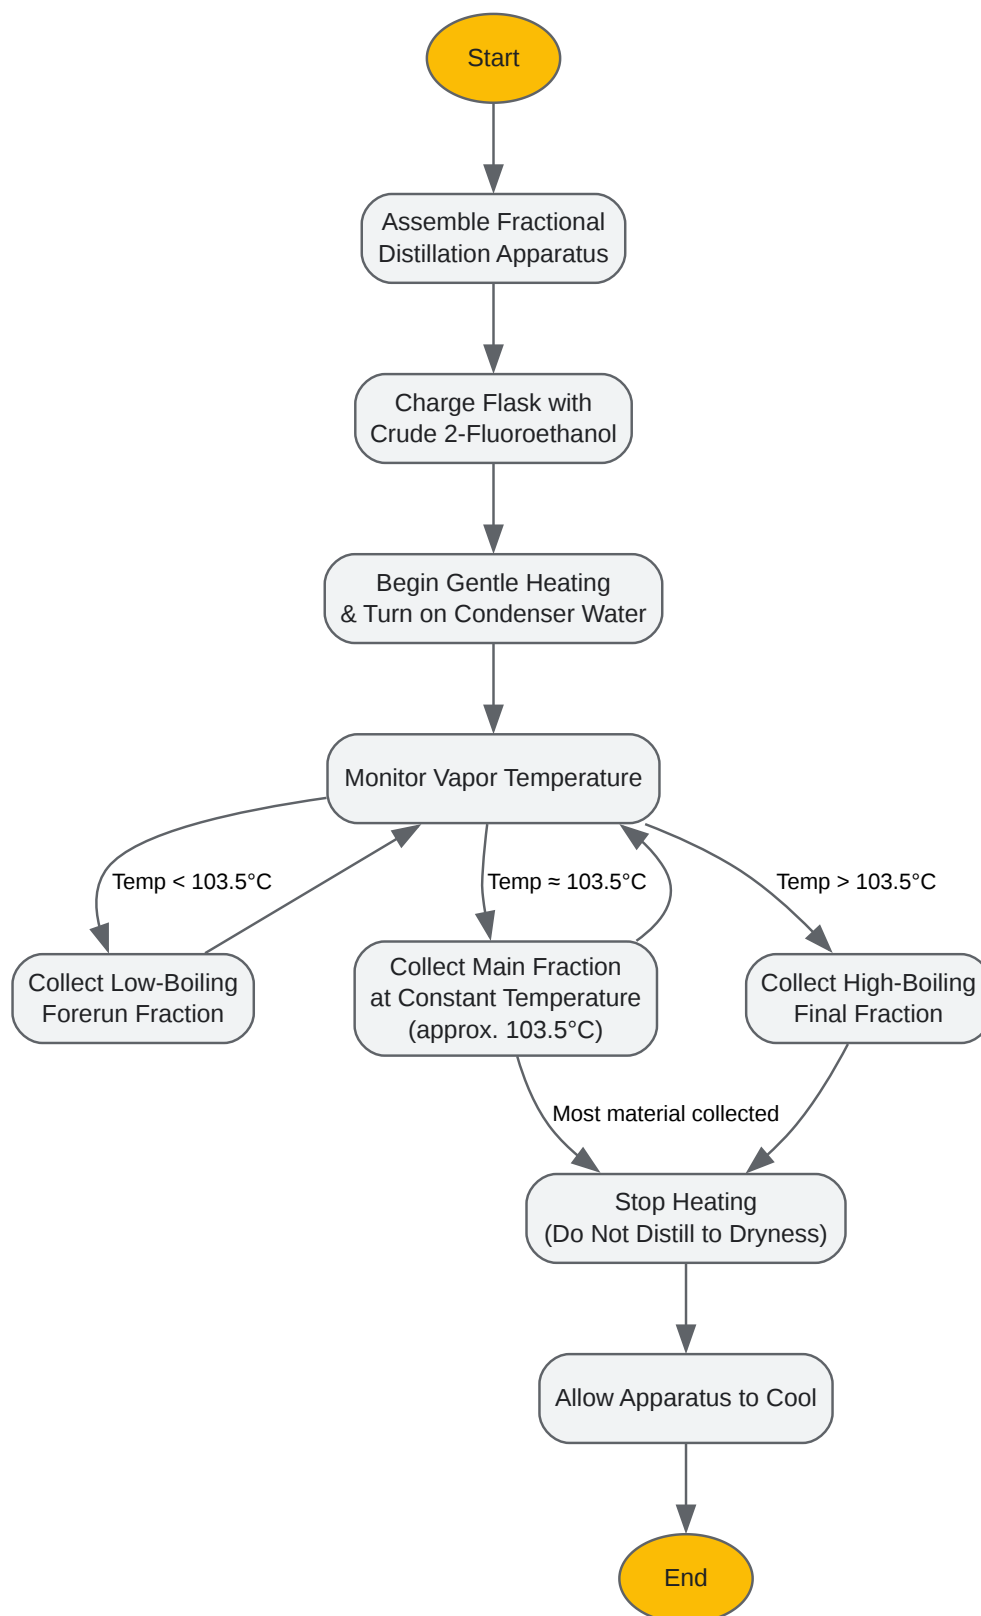 Start
Assemble Fractional
Distillation Apparatus
Charge Flask with
Crude 2-Fluoroethanol
Begin Gentle Heating
& Turn on Condenser Water
Monitor Vapor Temperature
Temp < 103.5°C
Temp ≈ 103.5°C
Temp > 103.5°C
Collect Low-Boiling
Forerun Fraction
Collect Main Fraction
at Constant Temperature
(approx. 103.5°C)
Collect High-Boiling
Final Fraction
Most material collected
Stop Heating
(Do Not Distill to Dryness)
Allow Apparatus to Cool
End